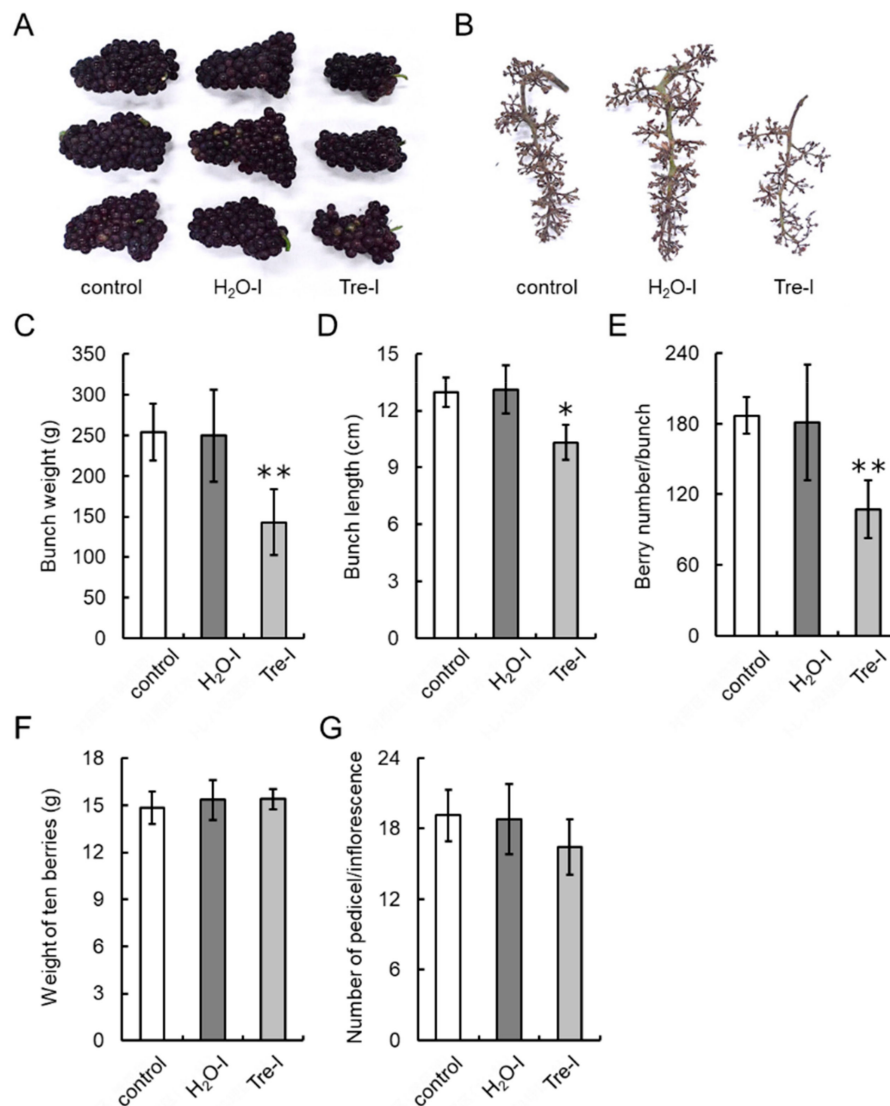 A
B
control
H₂O-I
Tre-I
control
H₂O-I
Tre-I
C
D
E
350
300
250
200
150
100
50
0
Bunch weight (g)
**
control
H₂O-I
Tre-I
15
12
9
6
3
0
Bunch length (cm)
*
control
H₂O-I
Tre-I
240
180
120
60
0
Berry number/bunch
**
control
H₂O-I
Tre-I
F
G
18
15
12
9
6
3
0
Weight of ten berries (g)
control
H₂O-I
Tre-I
24
18
12
6
0
Number of pedicel/inflorescence
control
H₂O-I
Tre-I